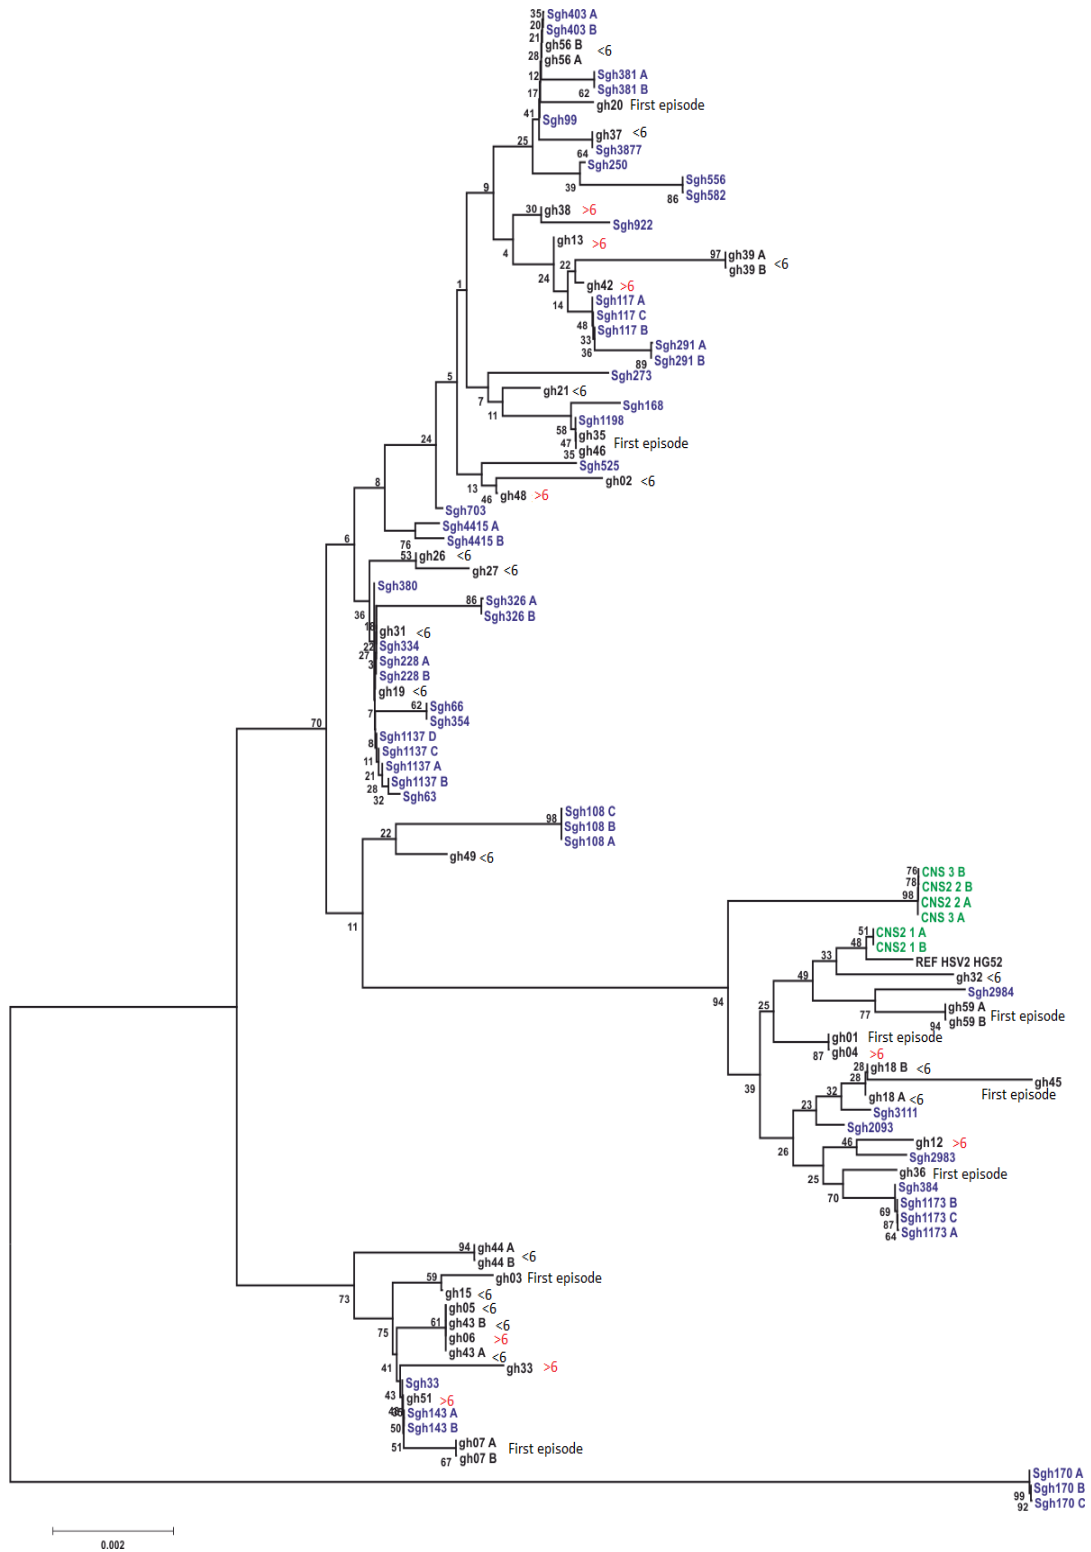 35 Sgh403 A
20 Sgh403 B
21 gh56 B <6
28 gh56 A
12 Sgh381 A
17 62 Sgh381 B
gh20 First episode
41 Sgh99
25 gh37 <6
64 Sgh3877
Sgh250
39 Sgh556
86 Sgh582
9
30 gh38 >6
Sgh922
4 gh13 >6
97 gh39 A
22 gh39 B <6
24 gh42 >6
1
14 Sgh117 A
48 Sgh117 C
33 Sgh117 B
36 Sgh291 A
89 Sgh291 B
5 Sgh273
7 gh21 <6
11 Sgh168
58 Sgh1198
47 gh35 First episode
35 gh46
24
13 Sgh525
46 gh02 <6
gh48 >6
8
Sgh703
Sgh4415 A
76 Sgh4415 B
6
53 gh26 <6
gh27 <6
Sgh380
36 86 Sgh326 A
Sgh326 B
gh31 <6
22 Sgh334
27 Sgh228 A
3 Sgh228 B
gh19 <6
7 62 Sgh66
Sgh354
70
8 Sgh1137 D
11 Sgh1137 C
21 Sgh1137 A
28 Sgh1137 B
32 Sgh63
98 Sgh108 C
Sgh108 B
Sgh108 A
22
gh49 <6
11
76 CNS 3 B
78 CNS2 2 B
98 CNS2 2 A
CNS 3 A
51 CNS2 1 A
48 CNS2 1 B
33 REF HSV2 HG52
49 gh32 <6
94 Sgh2984
77 gh59 A First episode
94 gh59 B
25
gh01 First episode
87 gh04 >6
28 gh18 B <6
28 gh45
First episode
39 32 gh18 A <6
23 Sgh3111
Sgh2093
26 46 gh12 >6
Sgh2983
25 gh36 First episode
70 Sgh384
69 Sgh1173 B
87 Sgh1173 C
64 Sgh1173 A
94 gh44 A
gh44 B <6
73
59 gh03 First episode
gh15 <6
75 gh05 <6
61 gh43 B <6
gh06 >6
gh43 A <6
41 gh33 >6
43 Sgh33
gh51 >6
Sgh143 A
50 Sgh143 B
51 gh07 A First episode
67 gh07 B
Sgh170 A
99 Sgh170 B
92 Sgh170 C
0.002